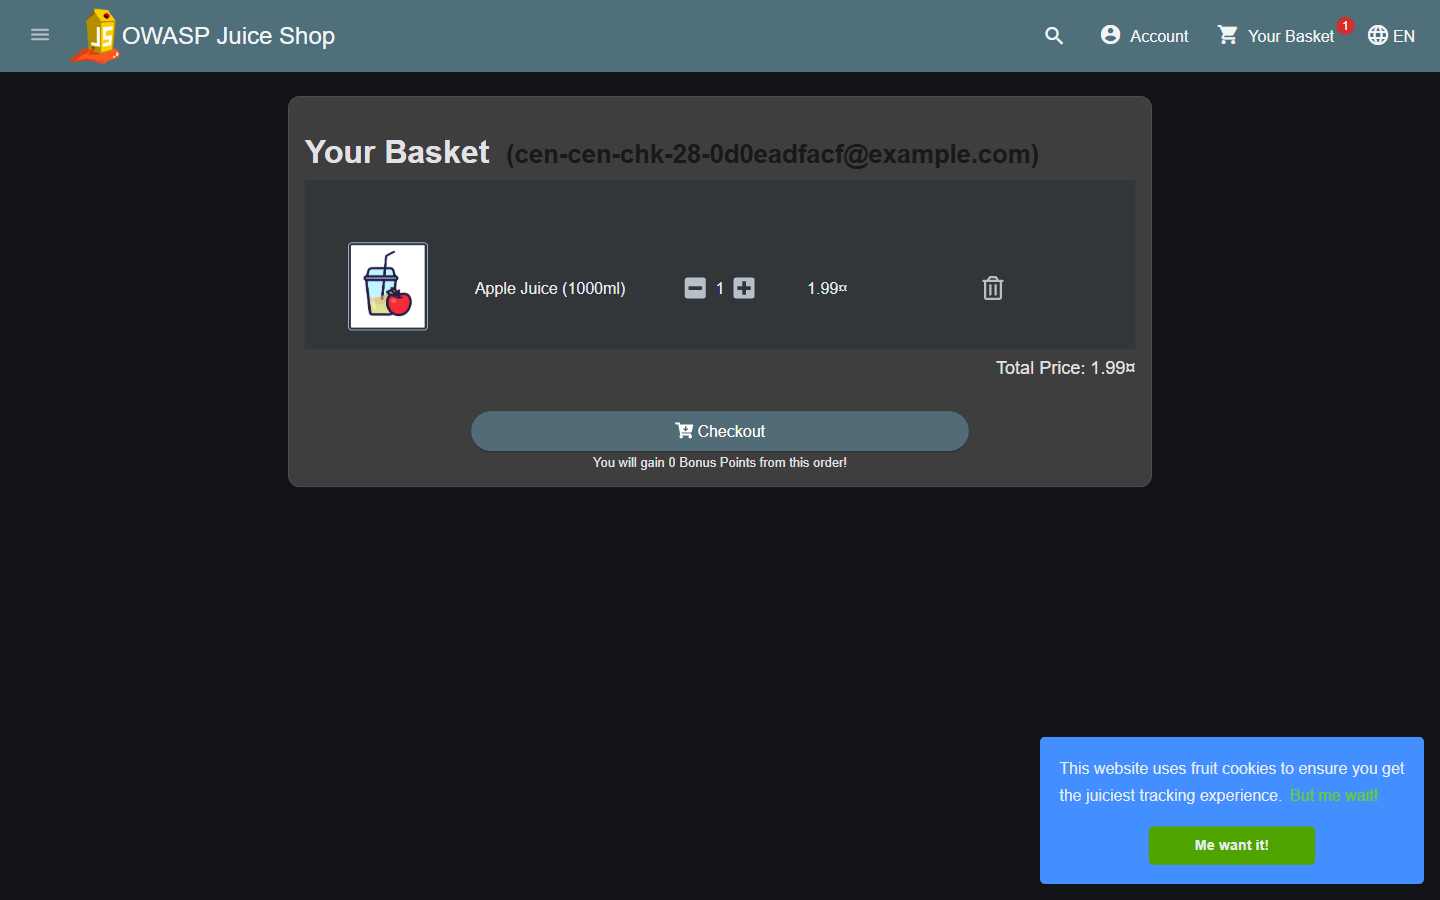 OWASP Juice Shop
Account
Your Basket
1
EN
Your Basket (cen-cen-chk-28-0d0eadfacf@example.com)
Apple Juice (1000ml)
1
1.99¤
Total Price: 1.99¤
Checkout
You will gain 0 Bonus Points from this order!
This website uses fruit cookies to ensure you get
the juiciest tracking experience. But me wait!
Me want it!